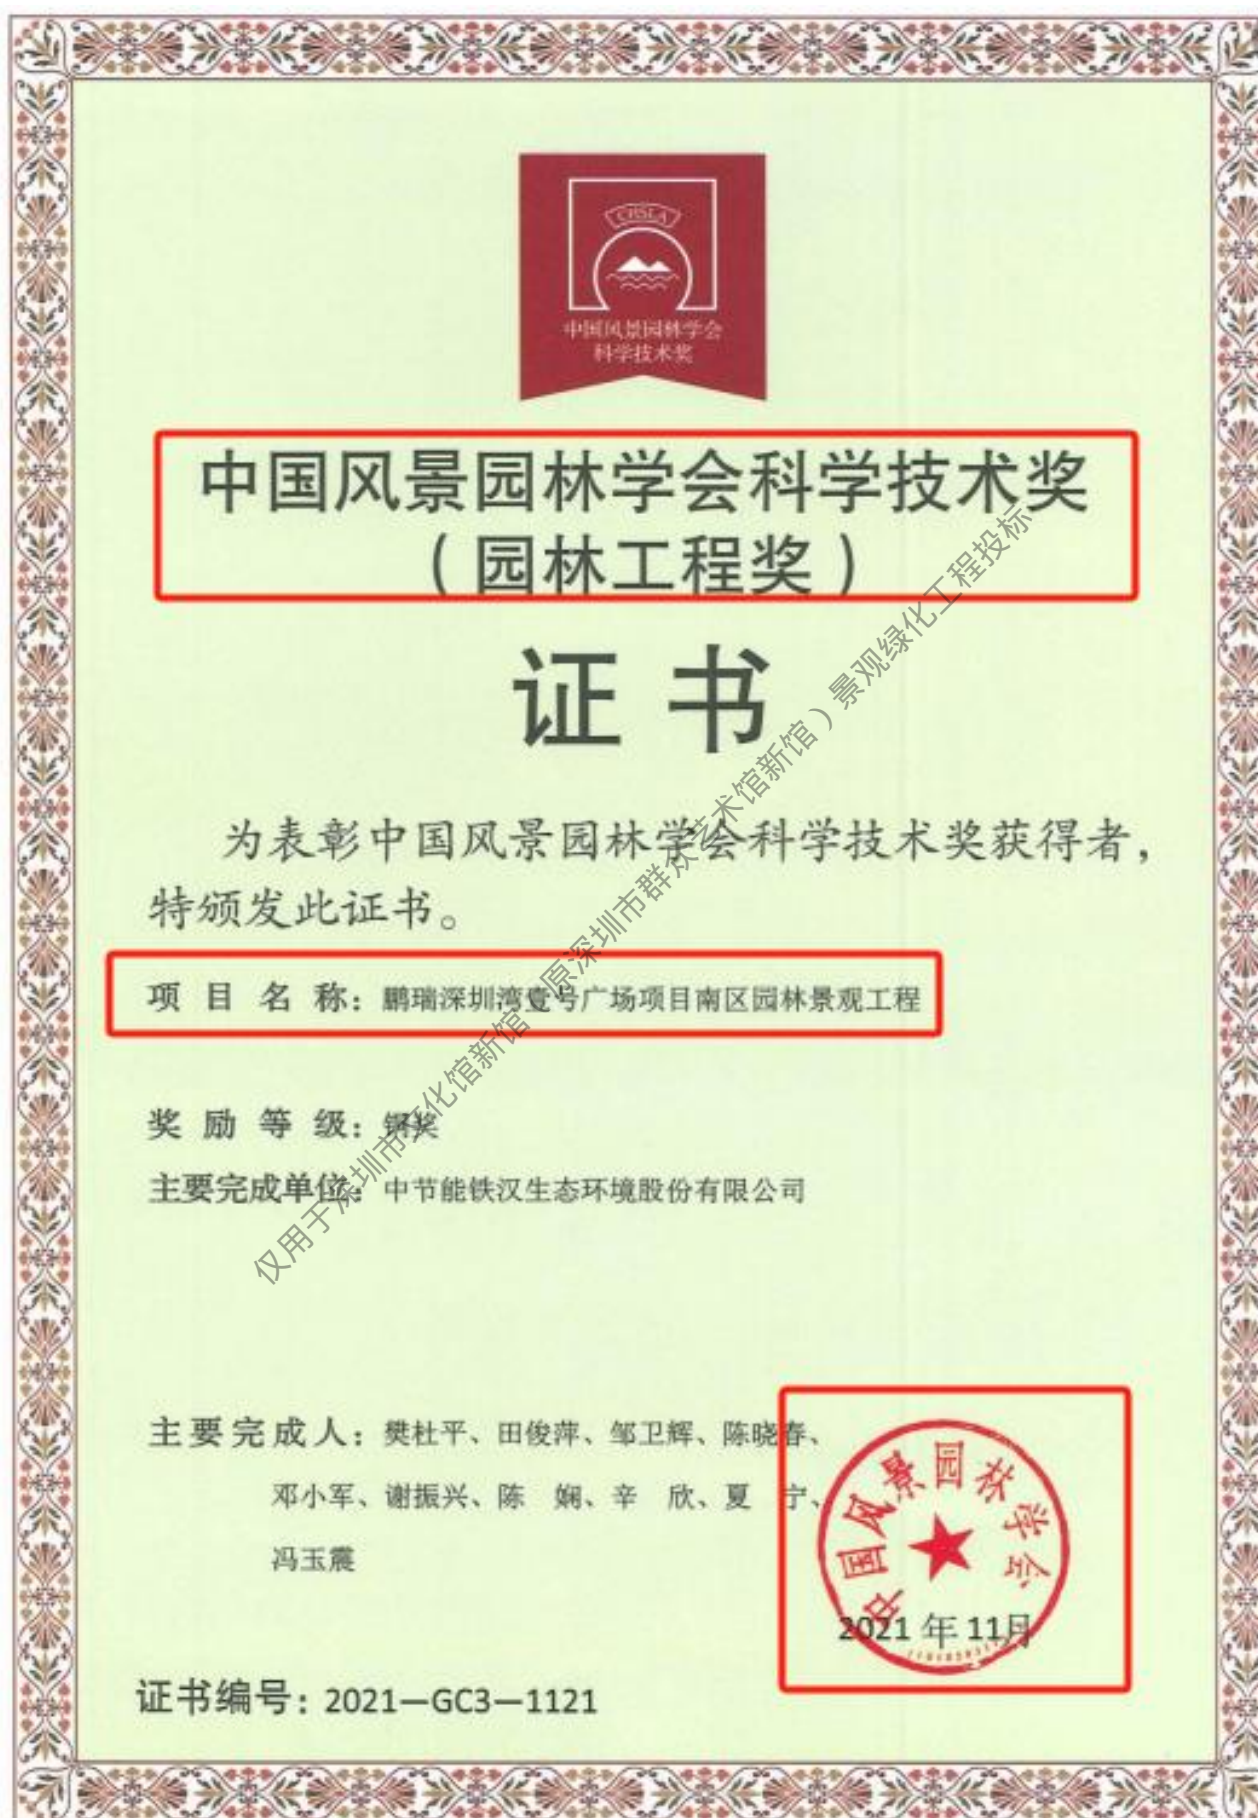 CHSLA
中国风景园林学会
科学技术奖
中国风景园林学会科学技术奖
（园林工程奖）
证书
为表彰中国风景园林学会科学技术奖获得者，
特颁发此证书。
项目名称：鹏瑞深圳湾壹号广场项目南区园林景观工程
奖励等级：铜奖
主要完成单位：中节能铁汉生态环境股份有限公司
主要完成人：樊杜平、田俊萍、邹卫辉、陈晓春、
邓小军、谢振兴、陈 娴、辛 欣、夏 宁、
冯玉震
中国风景园林学会
2021 年 11月
证书编号：2021—GC3—1121
仅用于深圳市文化馆新馆（原深圳市群众艺术馆新馆）景观绿化工程投标